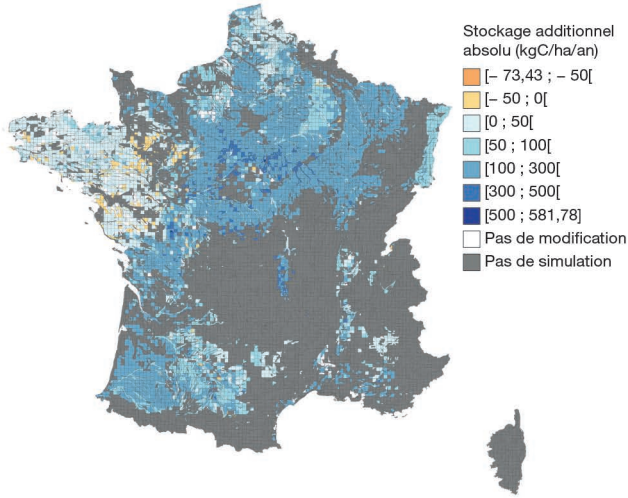 Stockage additionnel
absolu (kgC/ha/an)
[– 73,43 ; – 50[
[– 50 ; 0[
[0 ; 50[
[50 ; 100[
[100 ; 300[
[300 ; 500[
[500 ; 581,78]
Pas de modification
Pas de simulation